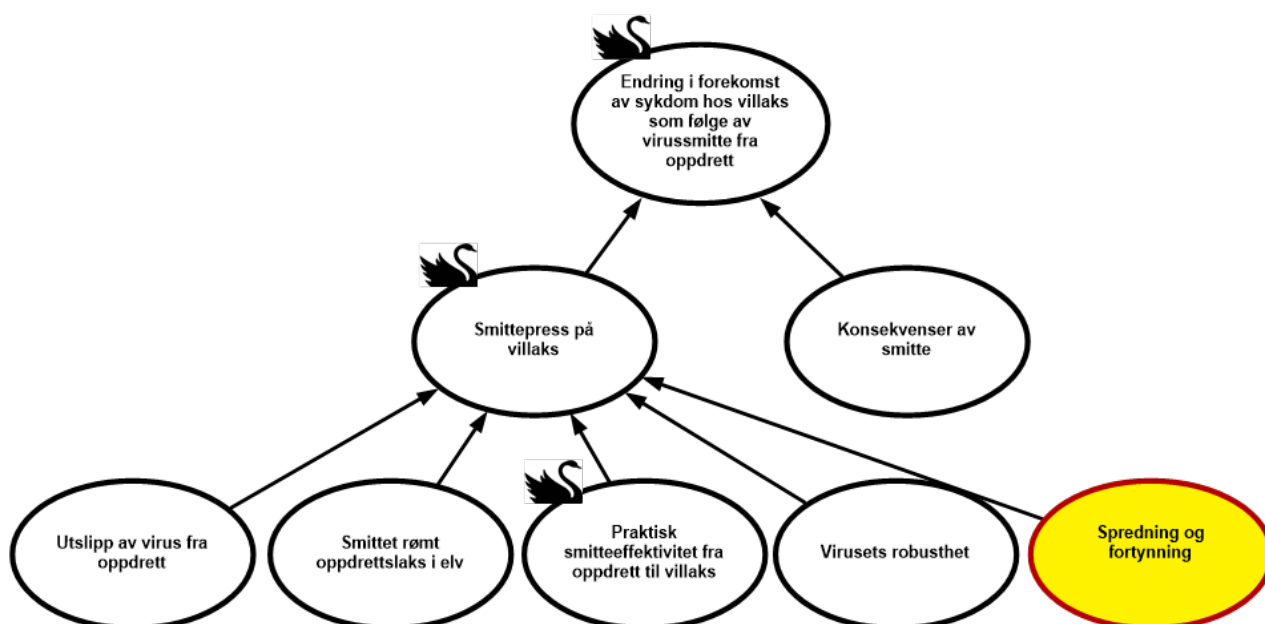 Endring i forekomst
av sykdom hos villaks
som følge av
virussmitte fra
oppdrett
Smittepress på
villaks
Konsekvenser av
smitte
Utslipp av virus fra
oppdrett
Smittet rømt
oppdrettslaks i elv
Praktisk
smitteeffektivitet fra
oppdrett til villaks
Virusets robusthet
Spredning og
fortynning